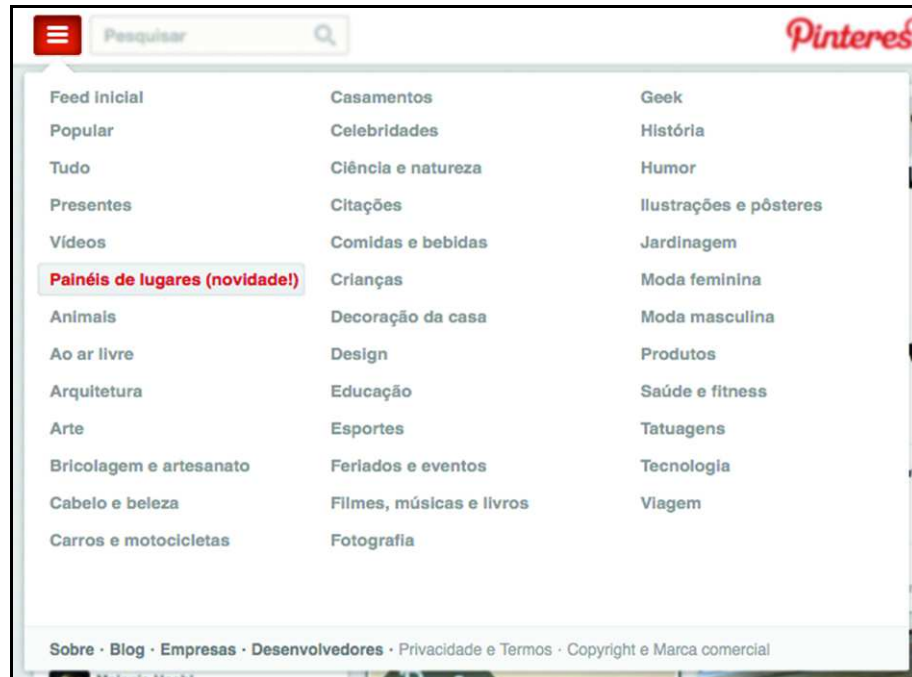 Pesquisar
Pinteres
Feed inicial
Popular
Tudo
Presentes
Vídeos
Painéis de lugares (novidade!)
Animais
Ao ar livre
Arquitetura
Arte
Bricolagem e artesanato
Cabelo e beleza
Carros e motocicletas
Casamentos
Celebridades
Ciência e natureza
Citações
Comidas e bebidas
Crianças
Decoração da casa
Design
Educação
Esportes
Feriados e eventos
Filmes, músicas e livros
Fotografia
Geek
História
Humor
Ilustrações e pôsteres
Jardinagem
Moda feminina
Moda masculina
Produtos
Saúde e fitness
Tatuagens
Tecnologia
Viagem
Sobre · Blog · Empresas · Desenvolvedores · Privacidade e Termos · Copyright e Marca comercial